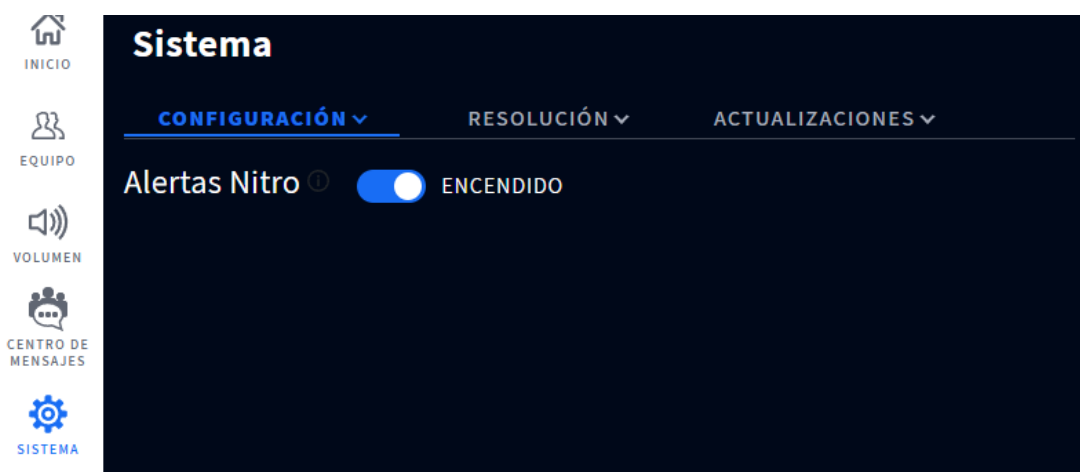 INICIO
EQUIPO
VOLUMEN
CENTRO DE
MENSAJES
SISTEMA
Sistema
CONFIGURACIÓN
RESOLUCIÓN
ACTUALIZACIONES
Alertas Nitro
ENCENDIDO